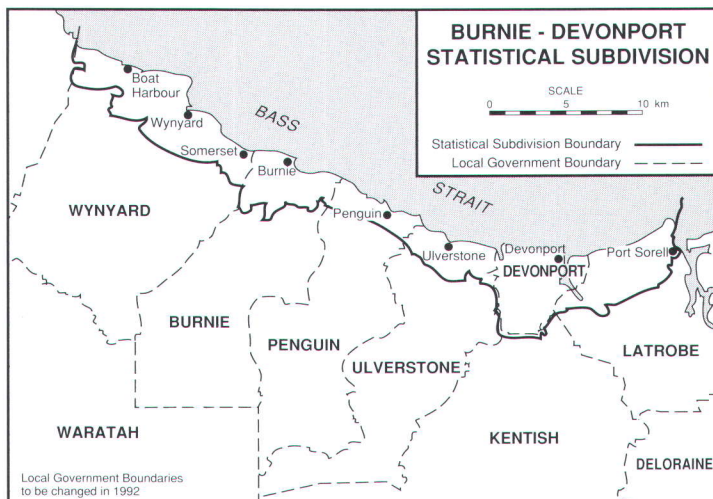 BURNIE - DEVONPORT
STATISTICAL SUBDIVISION
SCALE
0 5 10 km
Statistical Subdivision Boundary
Local Government Boundary
BASS
STRAIT
Boat
Harbour
Wynyard
Somerset
Burnie
Penguin
Ulverstone
Devonport
DEVONPORT
Port Sorell
WYNYARD
BURNIE
PENGUIN
ULVERSTONE
LATROBE
WARATAH
KENTISH
DELORAINE
Local Government Boundaries
to be changed in 1992